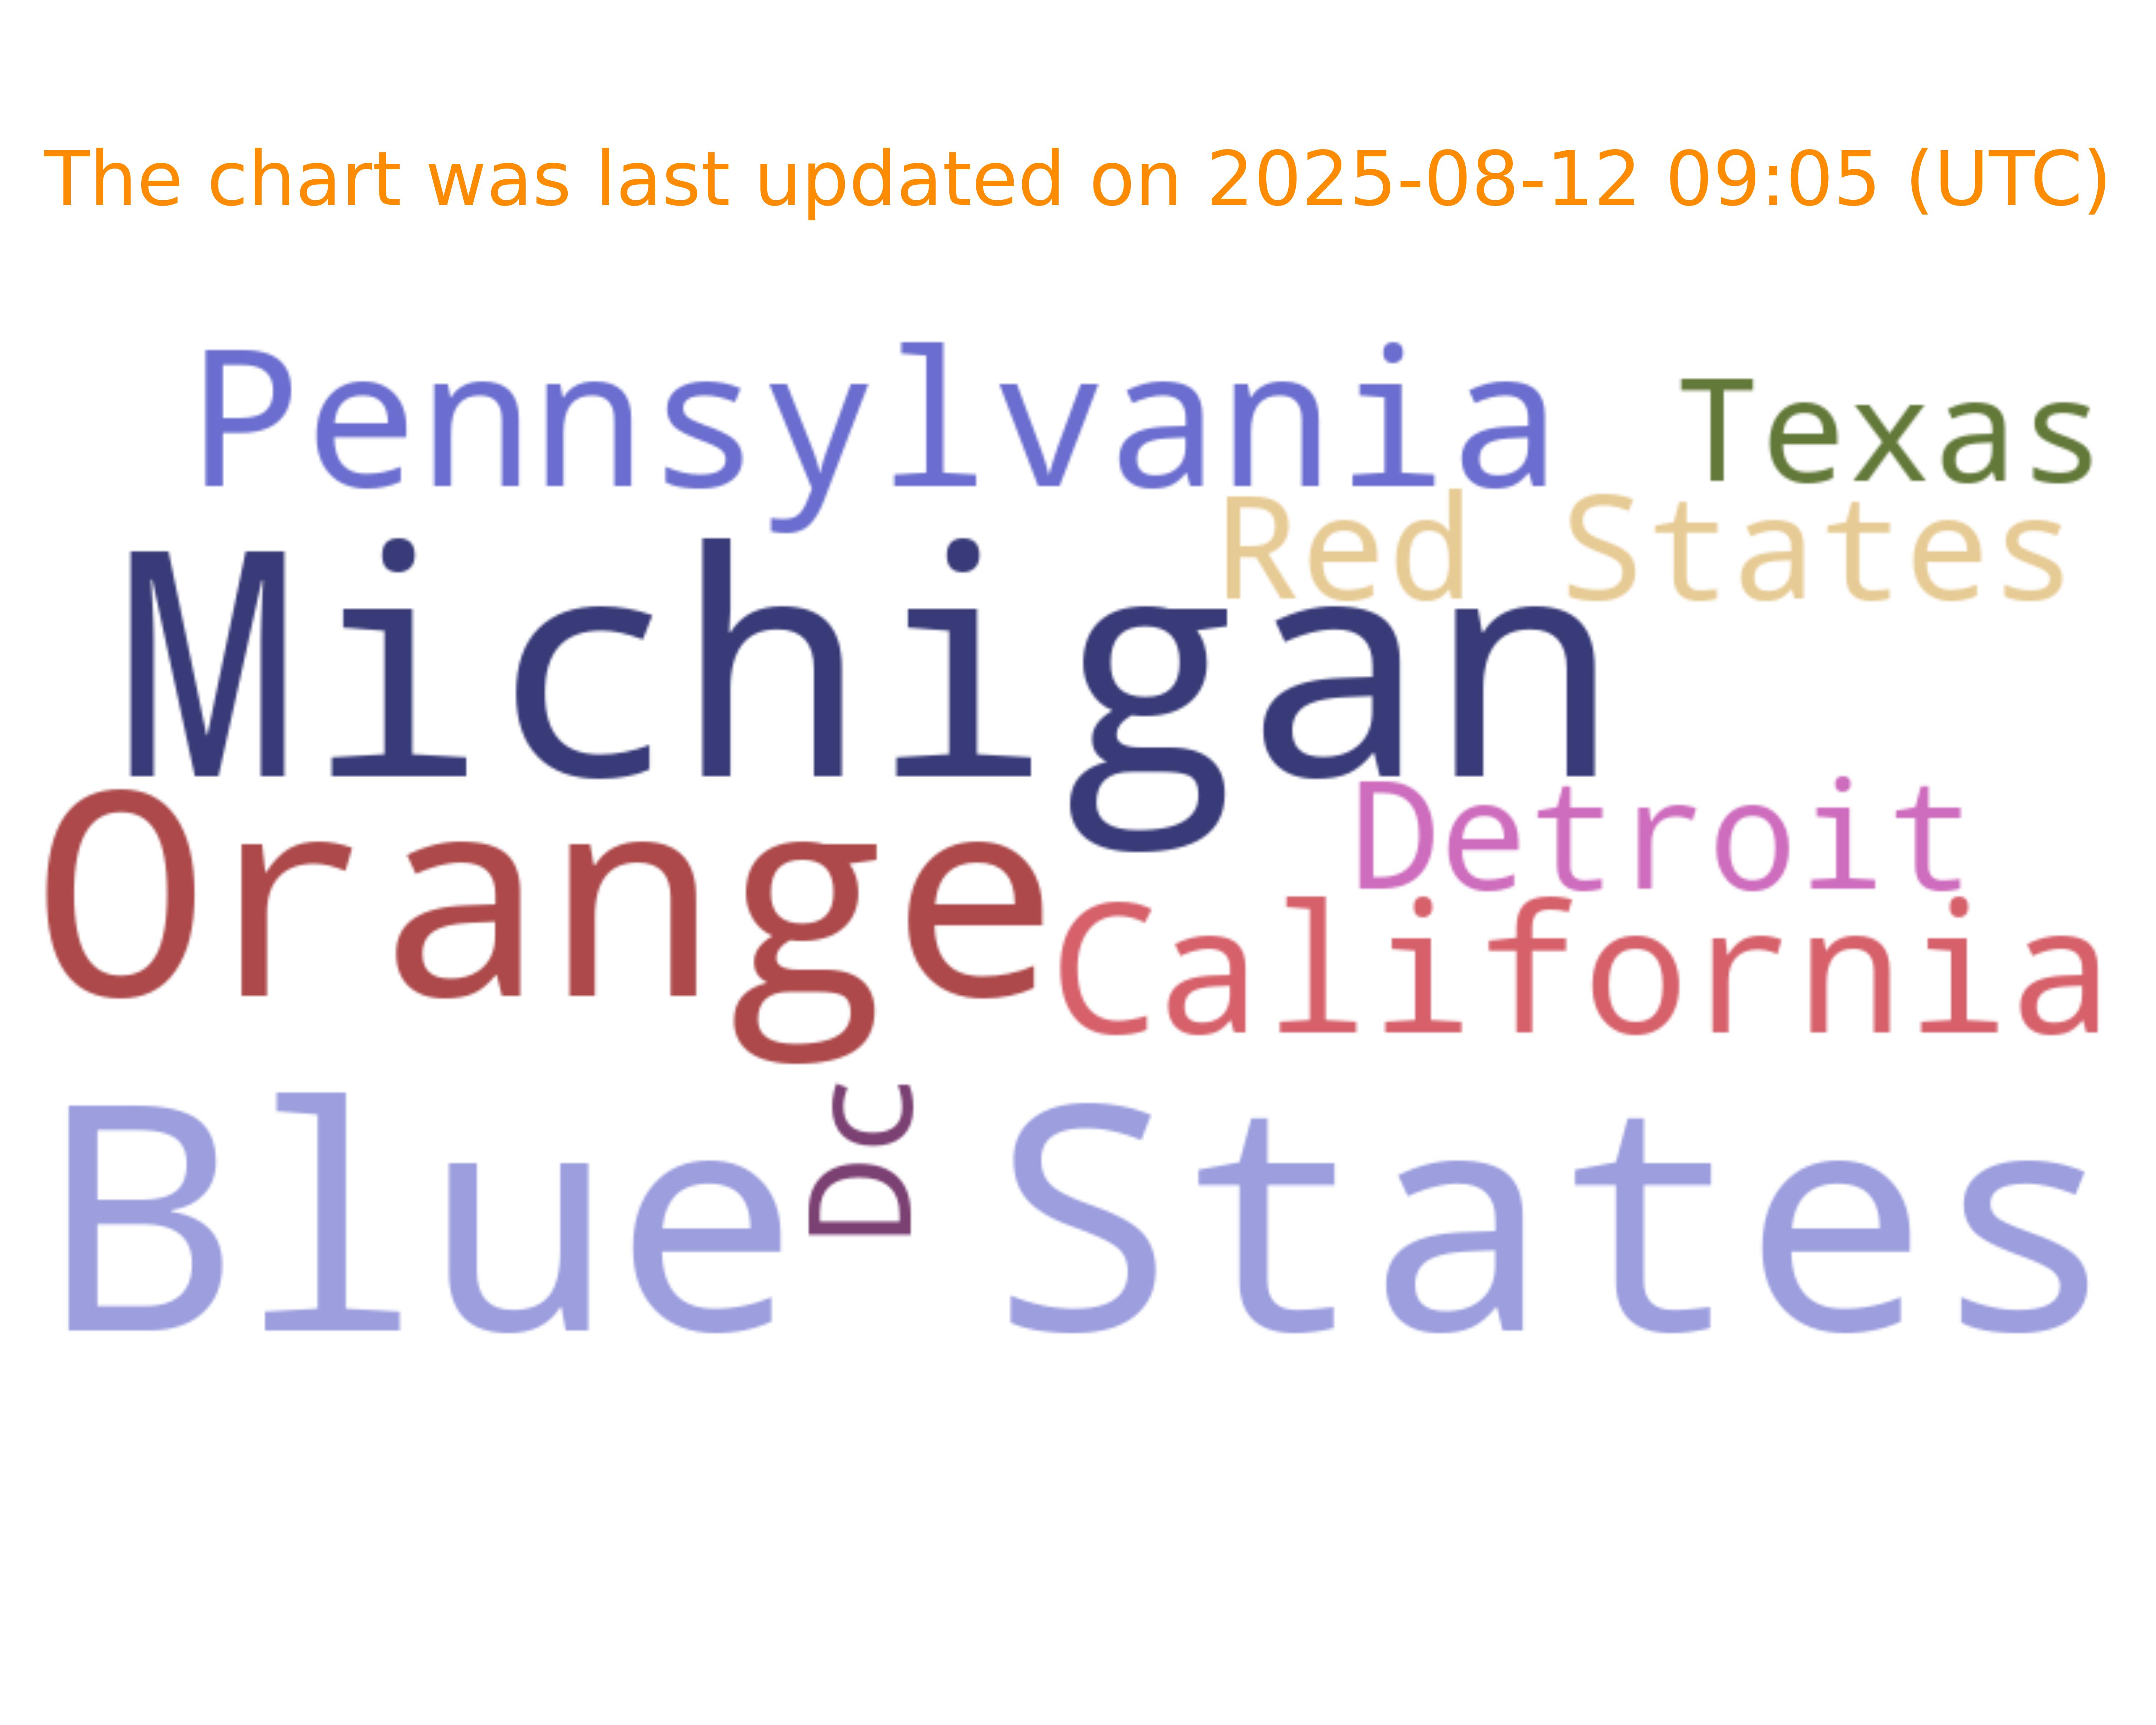 The chart was last updated on 2025-08-12 09:05 (UTC)
Pennsylvania
Texas
Red States
Michigan
Detroit
Orange
California
DC
Blue States